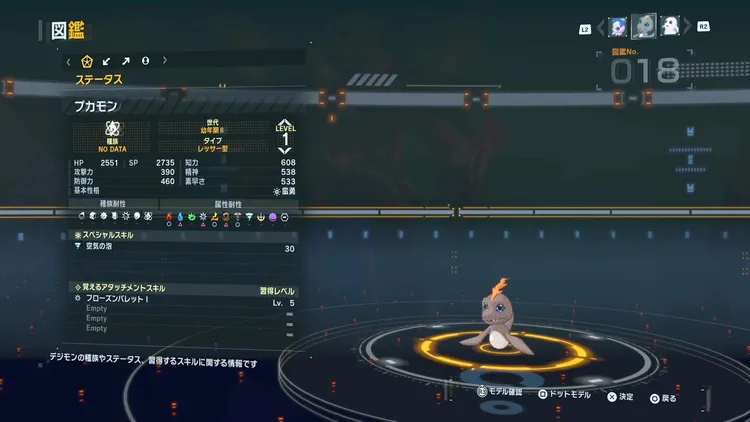 図鑑
L2
R2
図鑑No.
018
ステータス
プカモン
種族
NO DATA
世代
幼年期Ⅱ
タイプ
レッサー型
LEVEL
1
HP 2551 SP 2735 知力 608
攻撃力 390 精神 538
防御力 460 素早さ 533
基本性格 蛮勇
種族耐性 属性耐性
スペシャルスキル
空気の泡 30
覚えるアタッチメントスキル 習得レベル
フローズンバレットⅠ Lv. 5
Empty
Empty
Empty
デジモンの種族やステータス、習得するスキルに関する情報です
モデル確認 ドットモデル 決定 戻る